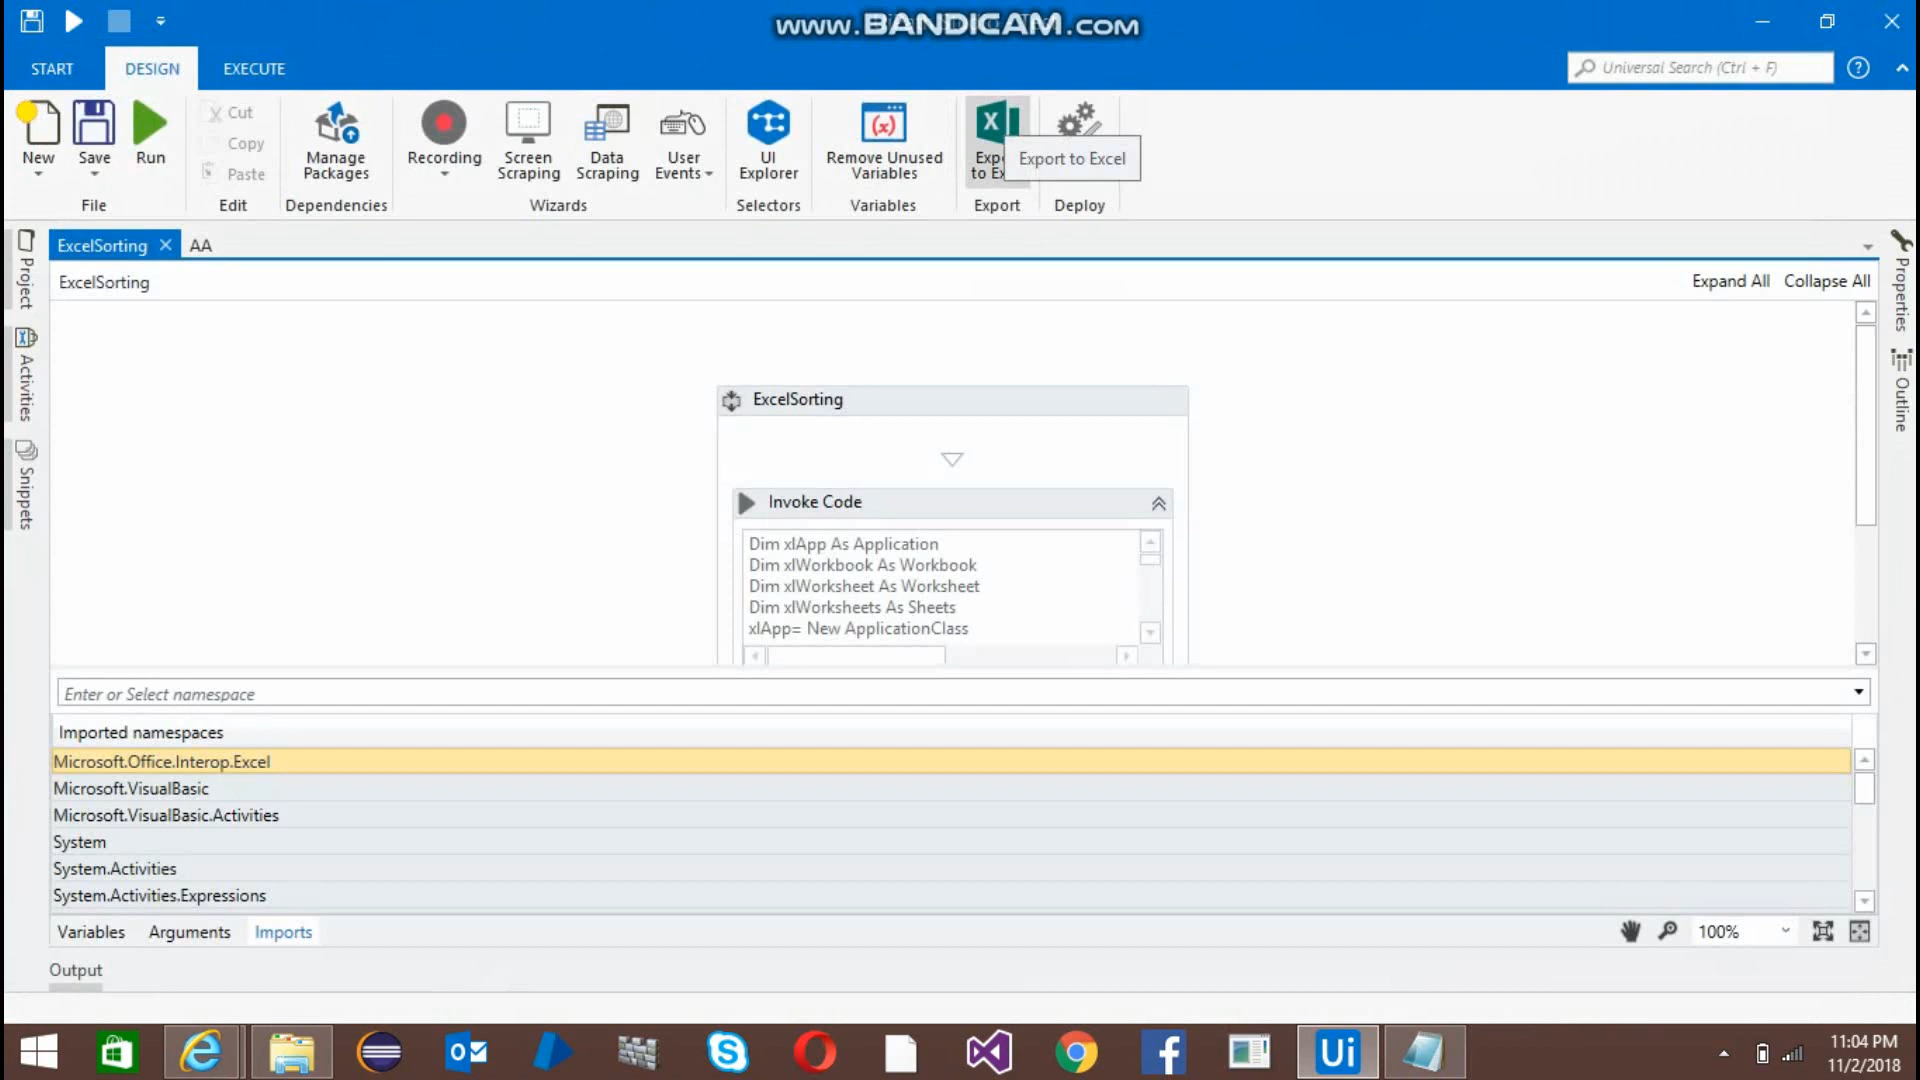 www.BANDICAM.com
START
DESIGN
EXECUTE
Universal Search (Ctrl + F)
New
Save
Run
File
Cut
Copy
Paste
Edit
Manage
Packages
Dependencies
Recording
Screen
Scraping
Data
Scraping
User
Events
Wizards
UI
Explorer
Selectors
Remove Unused
Variables
Variables
Export to Excel
Export
Deploy
Project
Activities
Snippets
Properties
Outline
ExcelSorting
AA
ExcelSorting
Expand All
Collapse All
ExcelSorting
Invoke Code
Dim xlApp As Application
Dim xlWorkbook As Workbook
Dim xlWorksheet As Worksheet
Dim xlWorksheets As Sheets
xlApp= New ApplicationClass
Enter or Select namespace
Imported namespaces
Microsoft.Office.Interop.Excel
Microsoft.VisualBasic
Microsoft.VisualBasic.Activities
System
System.Activities
System.Activities.Expressions
Variables
Arguments
Imports
100%
Output
Ui
11:04 PM
11/2/2018